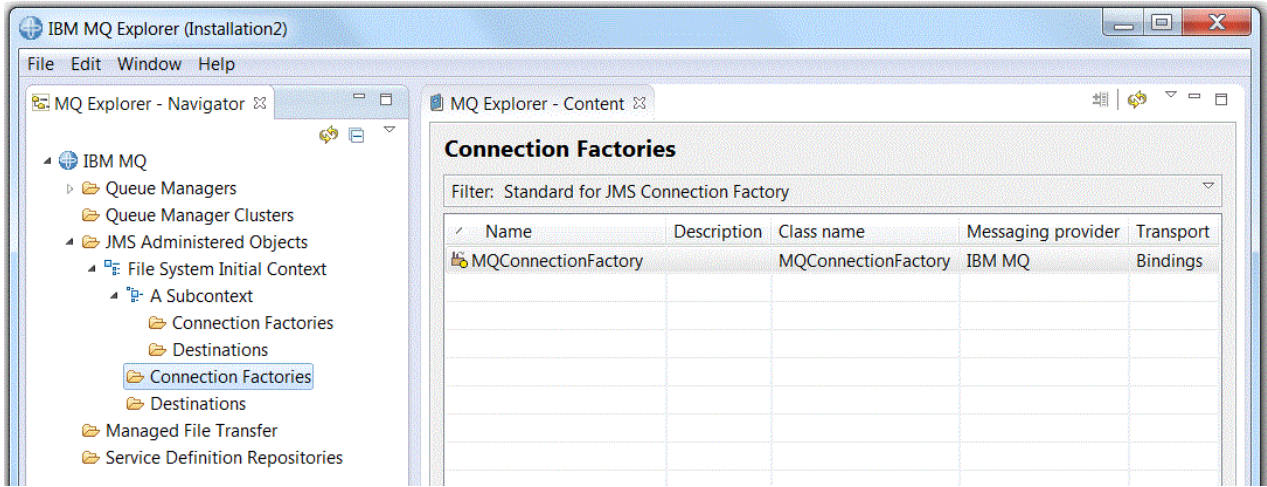 IBM MQ Explorer (Installation2)
File Edit Window Help
MQ Explorer - Navigator
IBM MQ
Queue Managers
Queue Manager Clusters
JMS Administered Objects
File System Initial Context
A Subcontext
Connection Factories
Destinations
Connection Factories
Destinations
Managed File Transfer
Service Definition Repositories
MQ Explorer - Content
Connection Factories
Filter: Standard for JMS Connection Factory
Name Description Class name Messaging provider Transport
MQConnectionFactory MQConnectionFactory IBM MQ Bindings